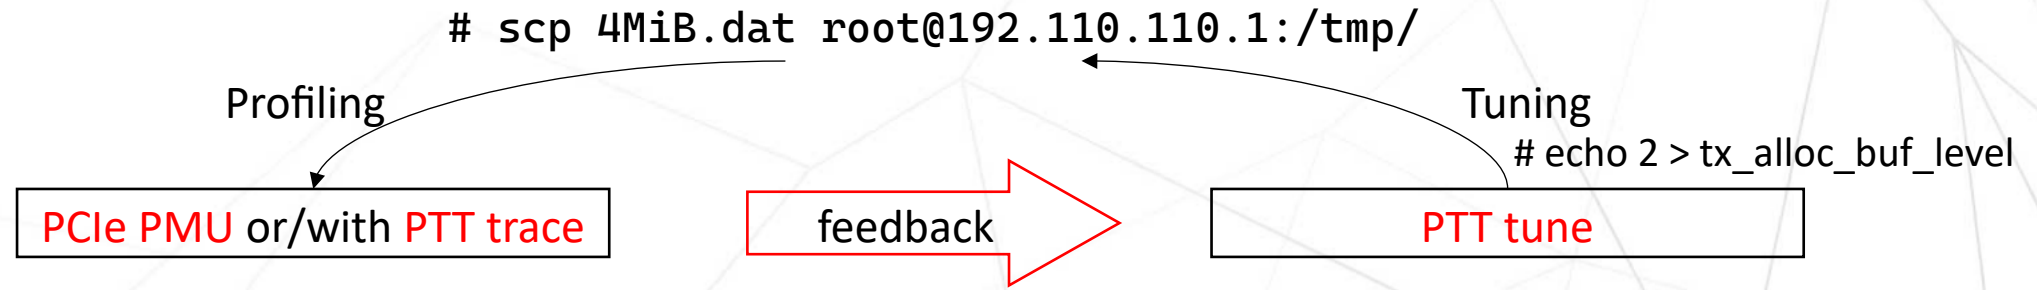 # scp 4MiB.dat root@192.110.110.1:/tmp/
Profiling
Tuning
# echo 2 > tx_alloc_buf_level
PCIe PMU or/with PTT trace
feedback
PTT tune